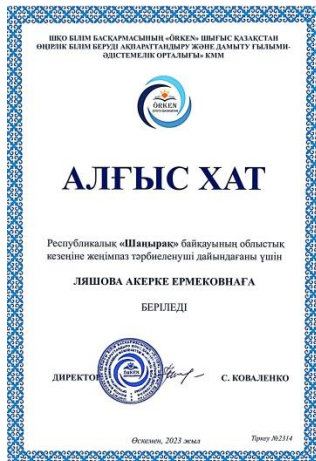 ШҚО БІЛІМ БАСҚАРМАСЫНЫҢ «ӨRKEN» ШЫҒЫС ҚАЗАҚСТАН
ӨҢІРЛІК БІЛІМ БЕРУДІ АҚПАРАТТАНДЫРУ ЖӘНЕ ДАМЫТУ ҒЫЛЫМИ-
ӘДІСТЕМЕЛІК ОРТАЛЫҒЫ» КММ
ÖRKEN
АЛҒЫС ХАТ
Республикалық «Шаңырақ» байқауының облыстық
кезеңіне жеңімпаз тәрбиеленуші дайындағаны үшін
ЛЯШОВА АКЕРКЕ ЕРМЕКОВНАҒА
БЕРІЛЕДІ
ДИРЕКТОР С. КОВАЛЕНКО
Өскемен, 2023 жыл
Тіркеу №2314